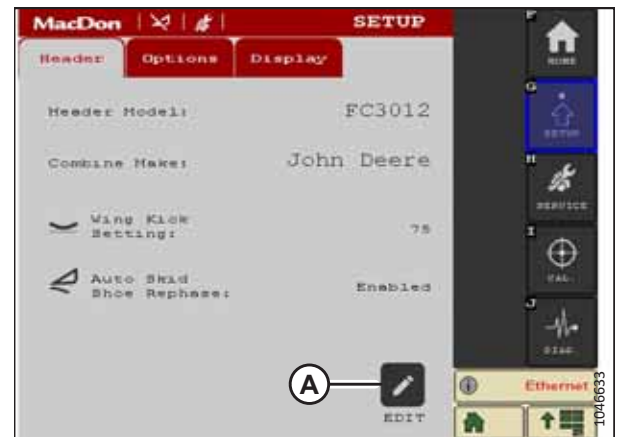 MacDon SETUP
Header Options Display
Header Model: FC3012
Combine Make: John Deere
Wing Kick
Setting: 75
Auto Skid
Shoe Rephase: Enabled
A
EDIT
F
HOME
G
SETUP
H
SERVICE
I
CAL.
J
DIAG.
Ethernet
1046633